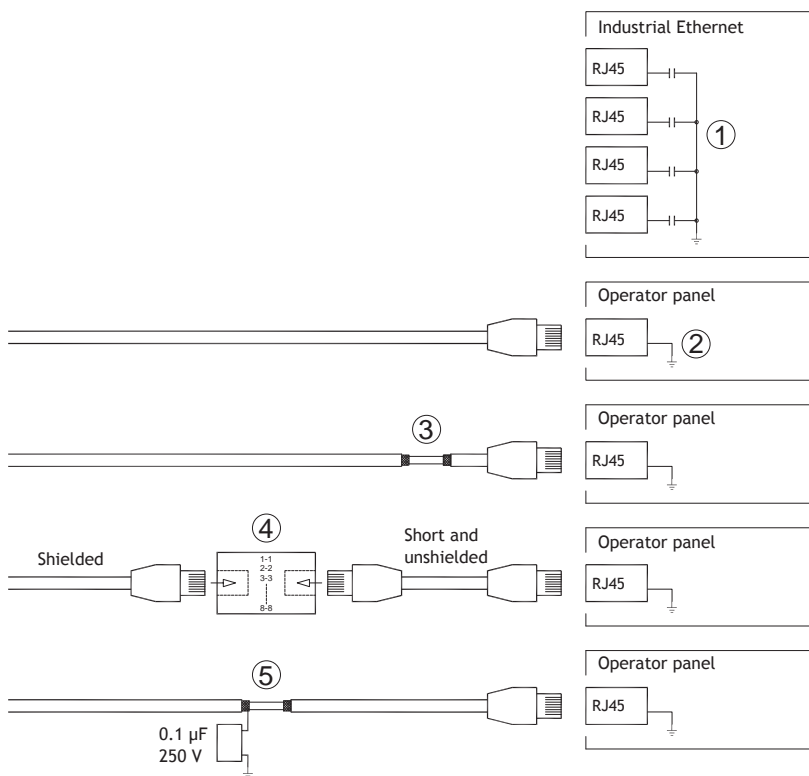 Industrial Ethernet
RJ45
RJ45
①
RJ45
RJ45
Operator panel
RJ45
②
Operator panel
③
RJ45
Operator panel
④
Shielded
Short and
unshielded
1-1
2-2
3-3
8-8
RJ45
Operator panel
⑤
RJ45
0.1 µF
250 V